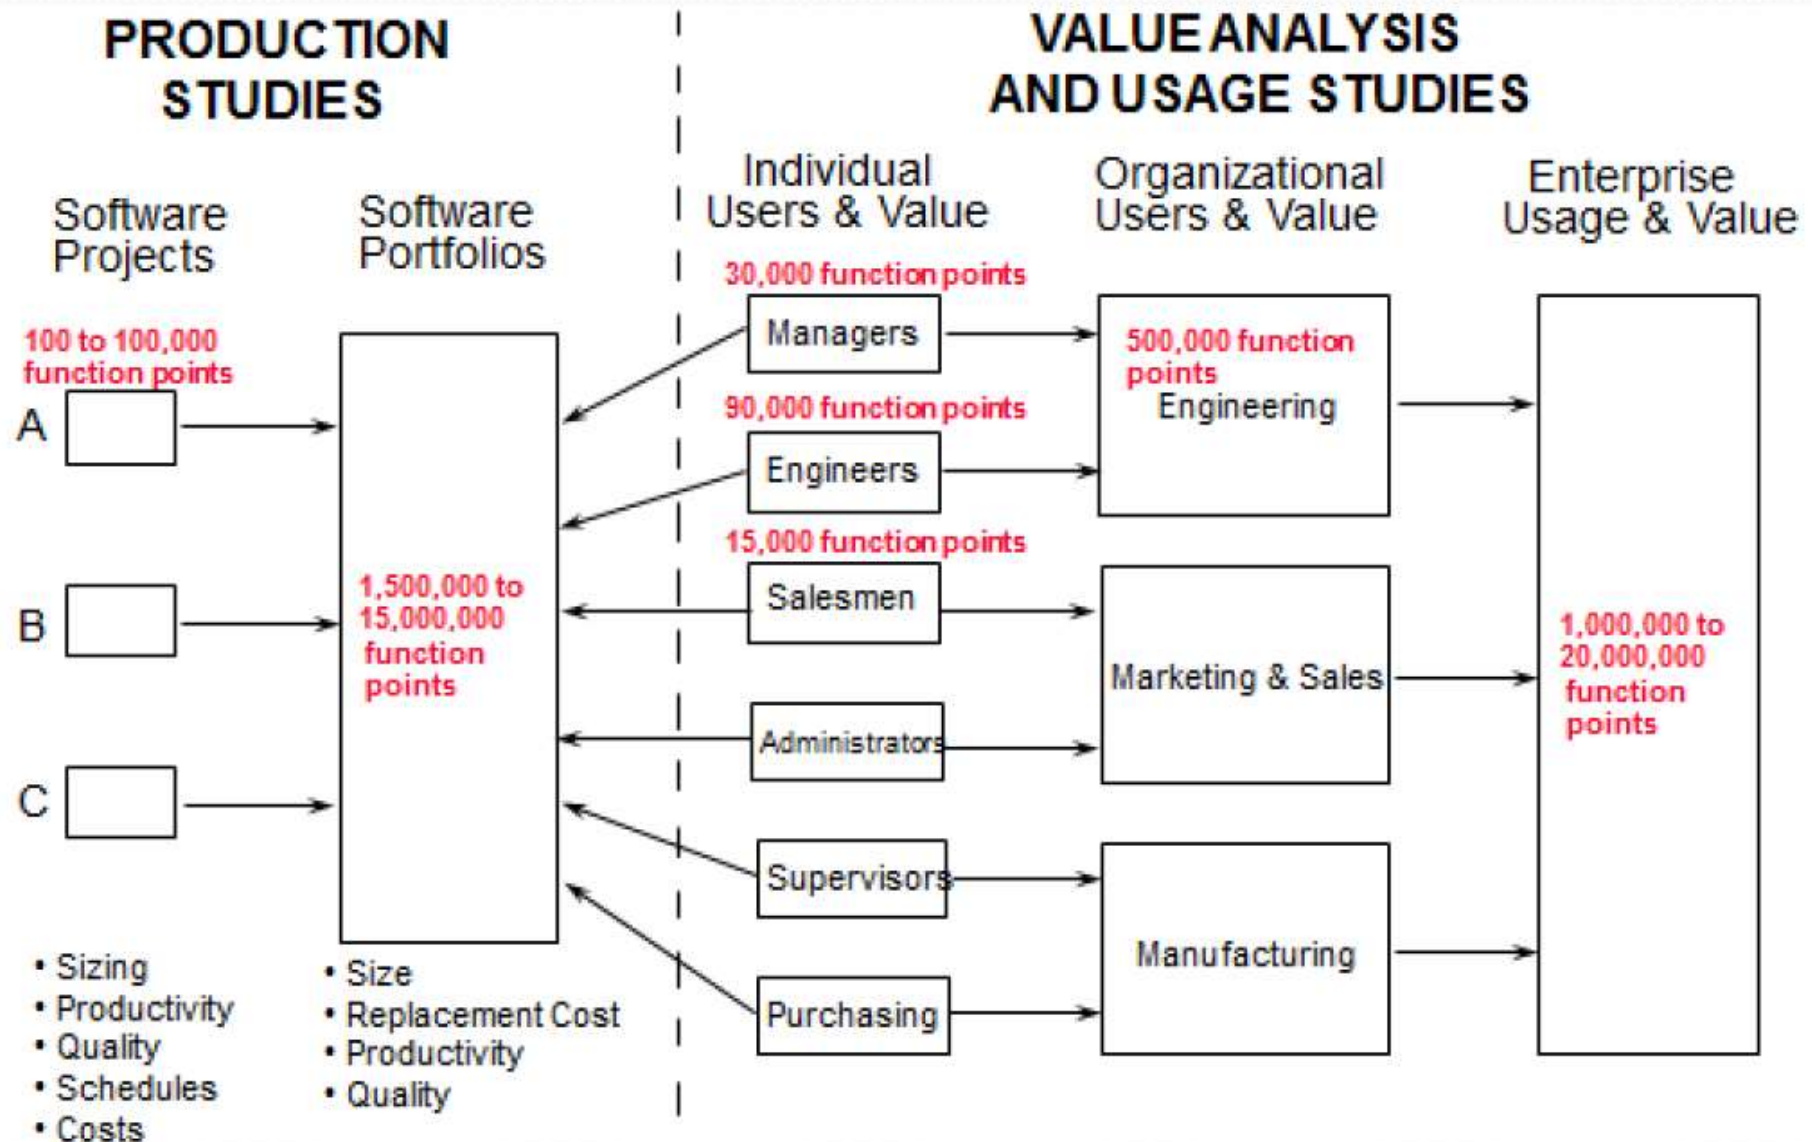 PRODUCTION
STUDIES
VALUE ANALYSIS
AND USAGE STUDIES
Software
Projects
Software
Portfolios
Individual
Users & Value
Organizational
Users & Value
Enterprise
Usage & Value
100 to 100,000
function points
A
B
C
1,500,000 to
15,000,000
function
points
30,000 function points
Managers
90,000 function points
Engineers
15,000 function points
Salesmen
Administrators
Supervisors
Purchasing
500,000 function
points
Engineering
Marketing & Sales
Manufacturing
1,000,000 to
20,000,000
function
points
• Sizing
• Productivity
• Quality
• Schedules
• Costs
• Size
• Replacement Cost
• Productivity
• Quality